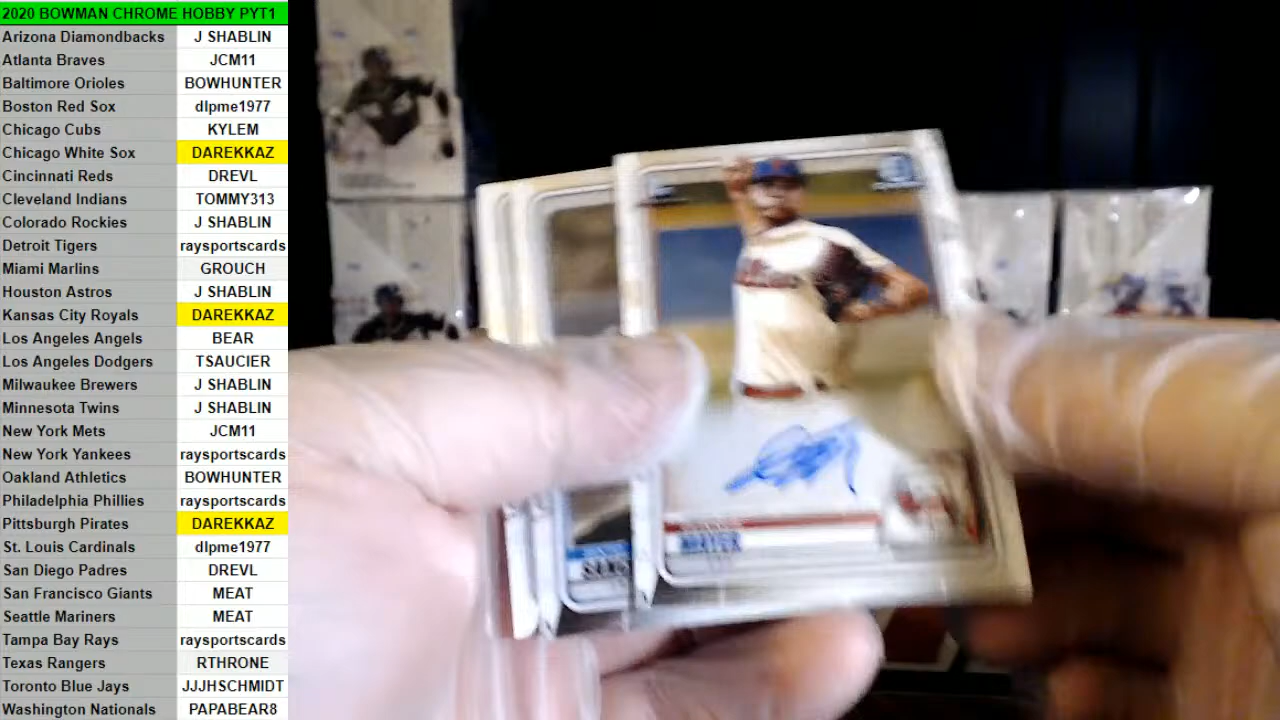 2020 BOWMAN CHROME HOBBY PYT1
Arizona Diamondbacks J SHABLIN
Atlanta Braves JCM11
Baltimore Orioles BOWHUNTER
Boston Red Sox dlpme1977
Chicago Cubs KYLEM
Chicago White Sox DAREKKAZ
Cincinnati Reds DREVL
Cleveland Indians TOMMY313
Colorado Rockies J SHABLIN
Detroit Tigers raysportscards
Miami Marlins GROUCH
Houston Astros J SHABLIN
Kansas City Royals DAREKKAZ
Los Angeles Angels BEAR
Los Angeles Dodgers TSAUCIER
Milwaukee Brewers J SHABLIN
Minnesota Twins J SHABLIN
New York Mets JCM11
New York Yankees raysportscards
Oakland Athletics BOWHUNTER
Philadelphia Phillies raysportscards
Pittsburgh Pirates DAREKKAZ
St. Louis Cardinals dlpme1977
San Diego Padres DREVL
San Francisco Giants MEAT
Seattle Mariners MEAT
Tampa Bay Rays raysportscards
Texas Rangers RTHRONE
Toronto Blue Jays JJJHSCHMIDT
Washington Nationals PAPABEAR8